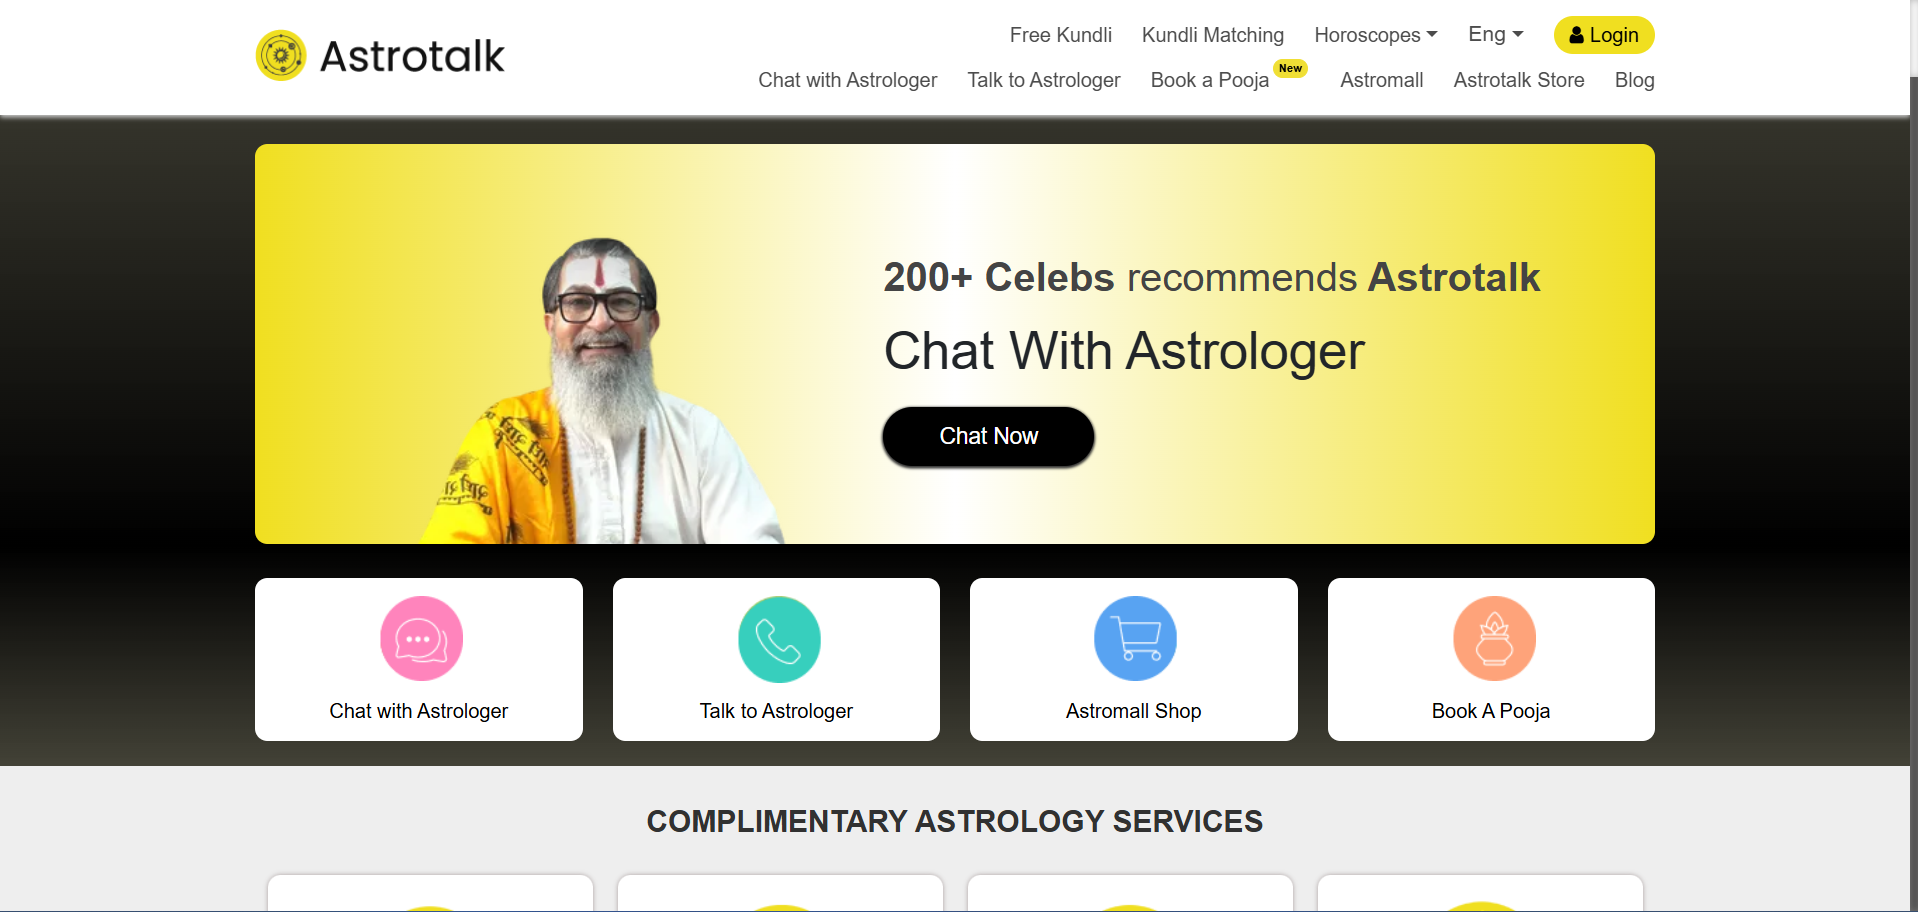 Astrotalk
Free Kundli Kundli Matching Horoscopes Eng Login
Chat with Astrologer Talk to Astrologer Book a Pooja New Astromall Astrotalk Store Blog
200+ Celebs recommends Astrotalk
Chat With Astrologer
Chat Now
Chat with Astrologer
Talk to Astrologer
Astromall Shop
Book A Pooja
COMPLIMENTARY ASTROLOGY SERVICES